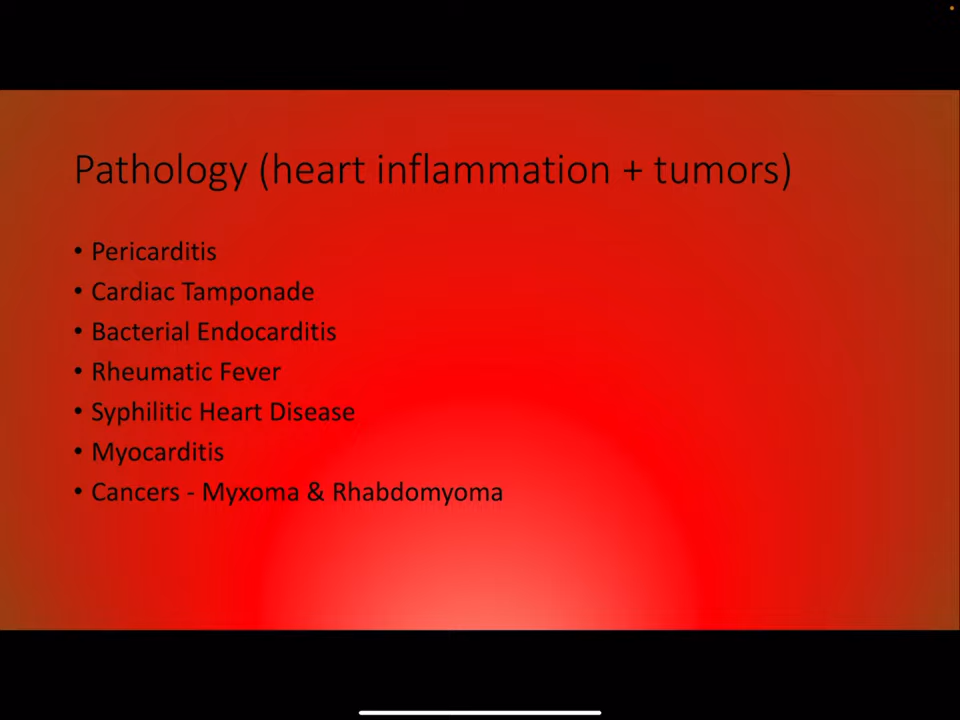 Pathology (heart inflammation + tumors)
• Pericarditis
• Cardiac Tamponade
• Bacterial Endocarditis
• Rheumatic Fever
• Syphilitic Heart Disease
• Myocarditis
• Cancers - Myxoma & Rhabdomyoma